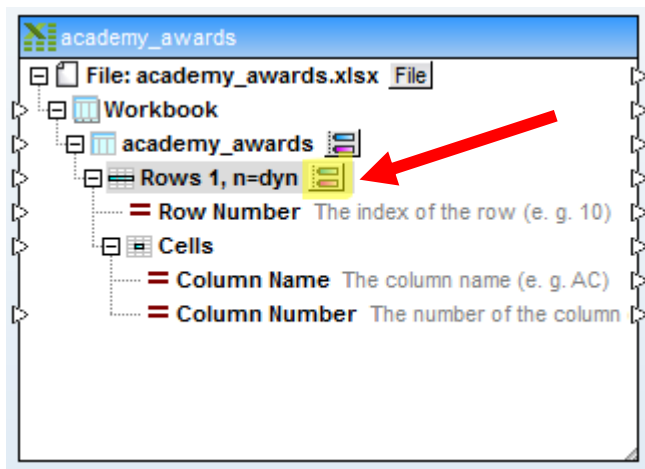 academy_awards
File: academy_awards.xlsx File
Workbook
academy_awards
Rows 1, n=dyn
Row Number The index of the row (e. g. 10)
Cells
Column Name The column name (e. g. AC)
Column Number The number of the column